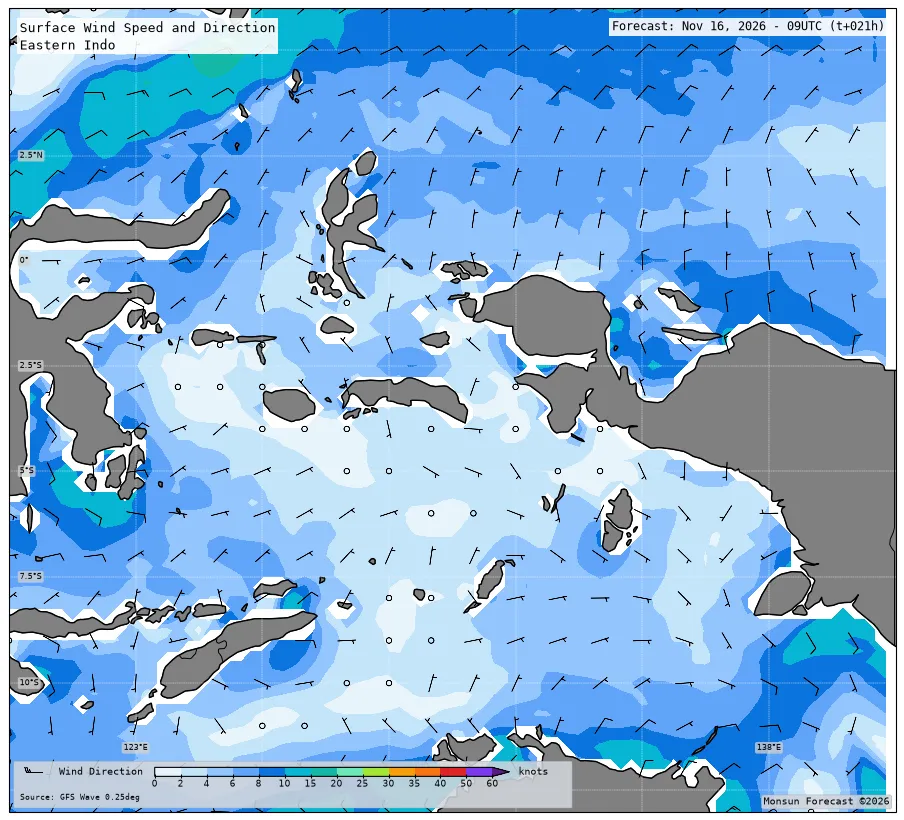 Surface Wind Speed and Direction
Eastern Indo
Forecast: Nov 16, 2026 - 09UTC (t+021h)
2.5°N
0°
2.5°S
5°S
7.5°S
10°S
123°E
138°E
Wind Direction
0 2 4 6 8 10 15 20 25 30 35 40 50 60
knots
Source: GFS Wave 0.25deg
Monsun Forecast ©2026